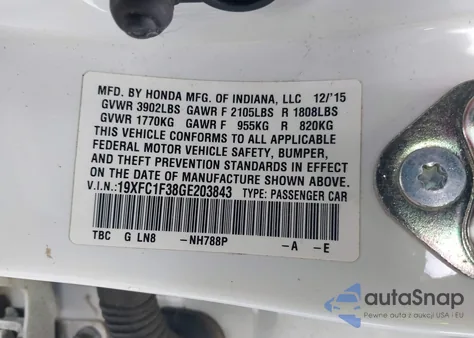 MFD. BY HONDA MFG. OF INDIANA, LLC 12/'15
GVWR 3902LBS GAWR F 2105LBS R 1808LBS
GVWR 1770KG GAWR F 955KG R 820KG
THIS VEHICLE CONFORMS TO ALL APPLICABLE
FEDERAL MOTOR VEHICLE SAFETY, BUMPER,
AND THEFT PREVENTION STANDARDS IN EFFECT
ON THE DATE OF MANUFACTURE SHOWN ABOVE.
V.I.N.:19XFC1F38GE203843 TYPE: PASSENGER CAR
TBC G LN8 -NH788P -A -E
autoSnap
Pewne auta z aukcji USA i EU